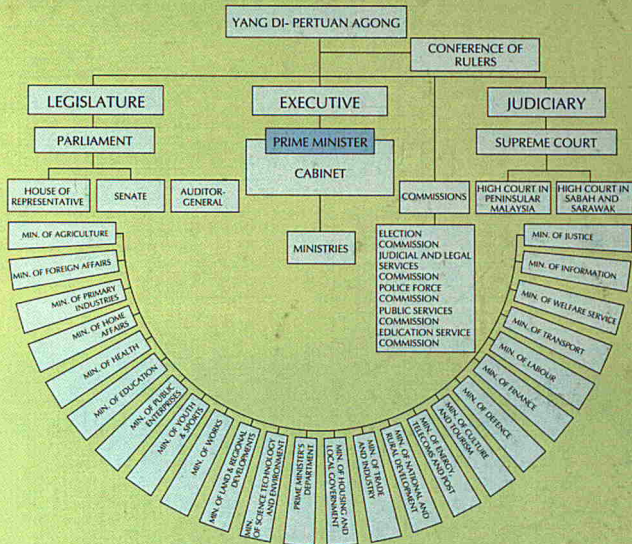 YANG DI- PERTUAN AGONG
CONFERENCE OF
RULERS
LEGISLATURE
EXECUTIVE
JUDICIARY
PARLIAMENT
PRIME MINISTER
CABINET
SUPREME COURT
HOUSE OF
REPRESENTATIVE
SENATE
AUDITOR-
GENERAL
MINISTRIES
COMMISSIONS
HIGH COURT IN
PENINSULAR
MALAYSIA
HIGH COURT IN
SABAH AND
SARAWAK
ELECTION
COMMISSION
JUDICIAL AND LEGAL
SERVICES
COMMISSION
POLICE FORCE
COMMISSION
PUBLIC SERVICES
COMMISSION
EDUCATION SERVICE
COMMISSION
MIN. OF AGRICULTURE
MIN. OF FOREIGN AFFAIRS
MIN. OF PRIMARY
INDUSTRIES
MIN. OF HOME
AFFAIRS
MIN. OF HEALTH
MIN. OF EDUCATION
MIN. OF PUBLIC
ENTERPRISES
MIN. OF YOUTH
& SPORTS
MIN. OF WORKS
MIN. OF LAND & REGIONAL
DEVELOPMENTS
MIN.
OF SCIENCE TECHNOLOGY
AND ENVIRONMENT
PRIME MINISTER'S
DEPARTMENT
MIN. OF HOUSING AND
LOCAL GOVERNMENT
MIN. OF TRADE
AND INDUSTRY
MIN. OF NATIONAL AND
RURAL DEVELOPMENT
MIN. OF ENERGY
TELECOMS AND POST
MIN. OF CULTURE
AND TOURISM
MIN. OF DEFENCE
MIN. OF FINANCE
MIN. OF LABOUR
MIN. OF TRANSPORT
MIN. OF WELFARE SERVICE
MIN. OF INFORMATION
MIN. OF JUSTICE